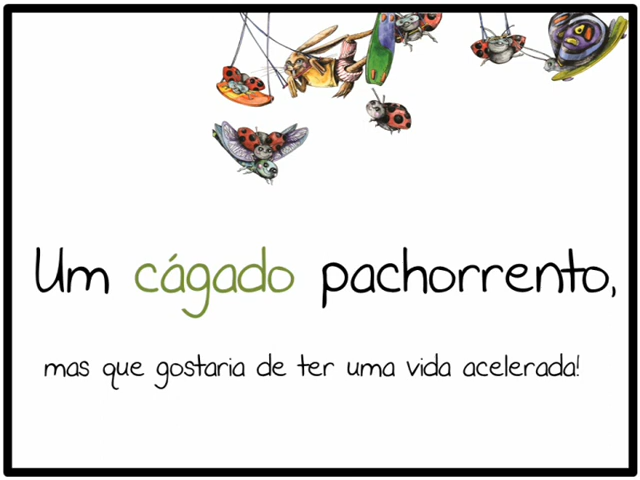 Um cágado pachorrento,
mas que gostaria de ter uma vida acelerada!